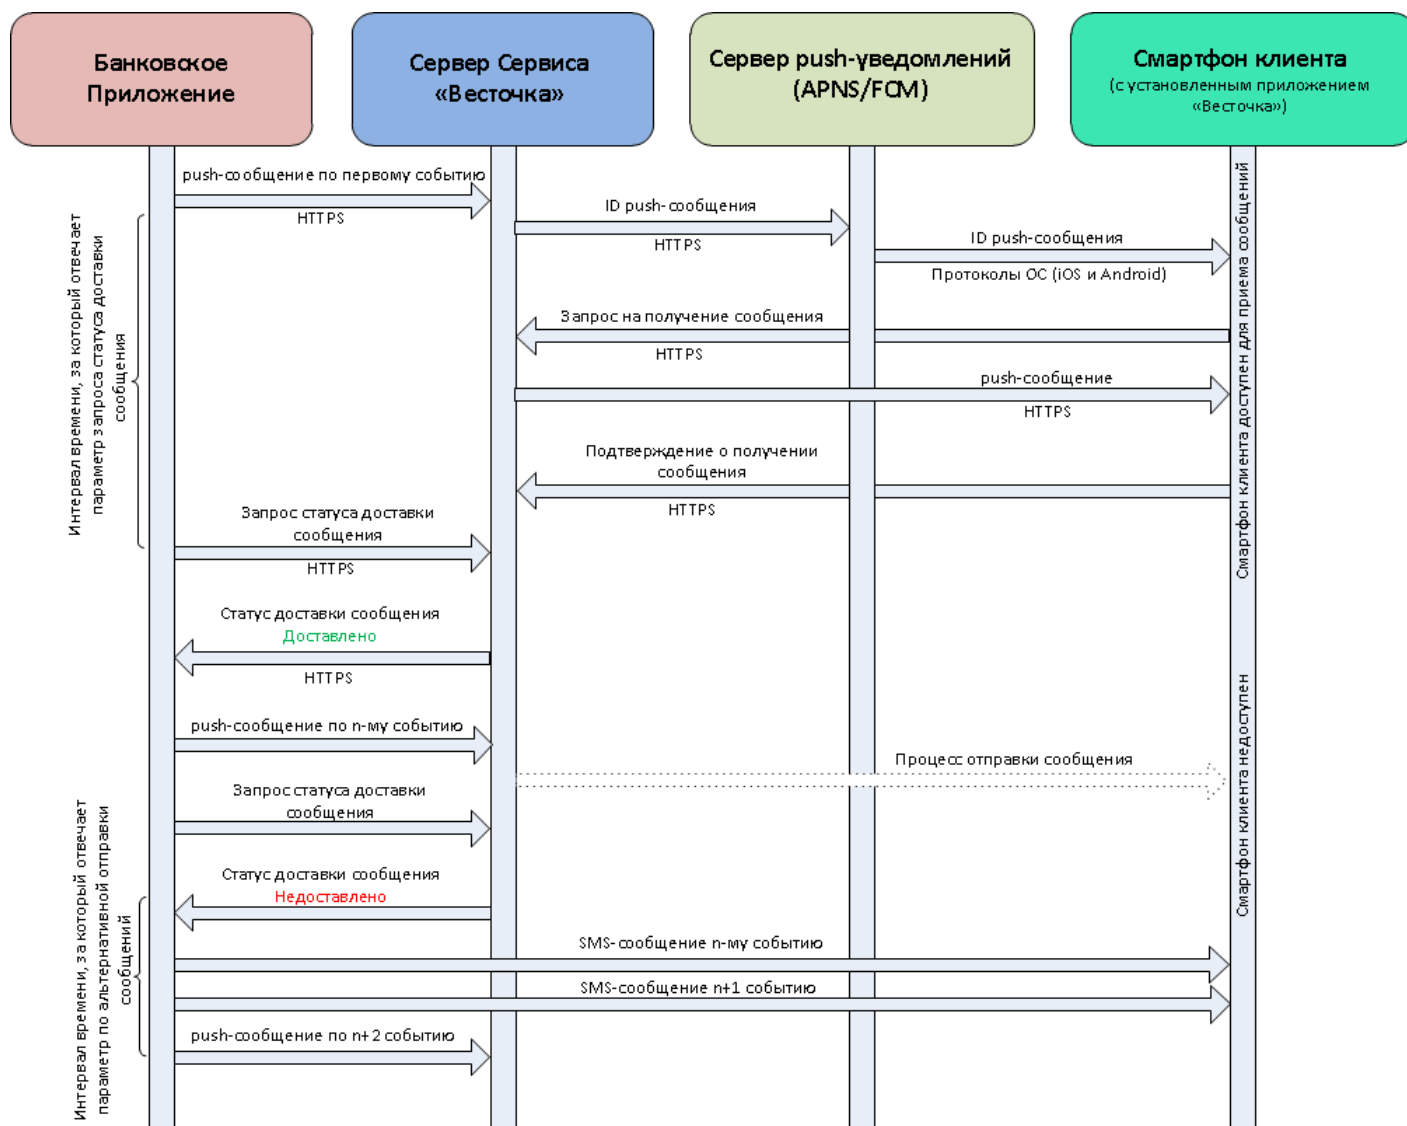 Банковское
Приложение
Сервер Сервиса
«Весточка»
Сервер push-уведомлений
(APNS/FCM)
Смартфон клиента
(с установленным приложением
«Весточка»)
push-сообщение по первому событию
HTTPS
ID push-сообщения
HTTPS
ID push-сообщения
Протоколы ОС (iOS и Android)
Запрос на получение сообщения
HTTPS
push-сообщение
HTTPS
Подтверждение о получении
сообщения
HTTPS
Запрос статуса доставки
сообщения
HTTPS
Интервал времени, за который отвечает
параметр запроса статуса доставки
сообщения
Смартфон клиента доступен для приема сообщений
Статус доставки сообщения
Доставлено
HTTPS
push-сообщение по n-му событию
Процесс отправки сообщения
Запрос статуса доставки
сообщения
Статус доставки сообщения
Недоставлено
SMS-сообщение n-му событию
SMS-сообщение n+1 событию
push-сообщение по n+2 событию
Интервал времени, за который отвечает
параметр по альтернативной отправки
сообщений
Смартфон клиента недоступен